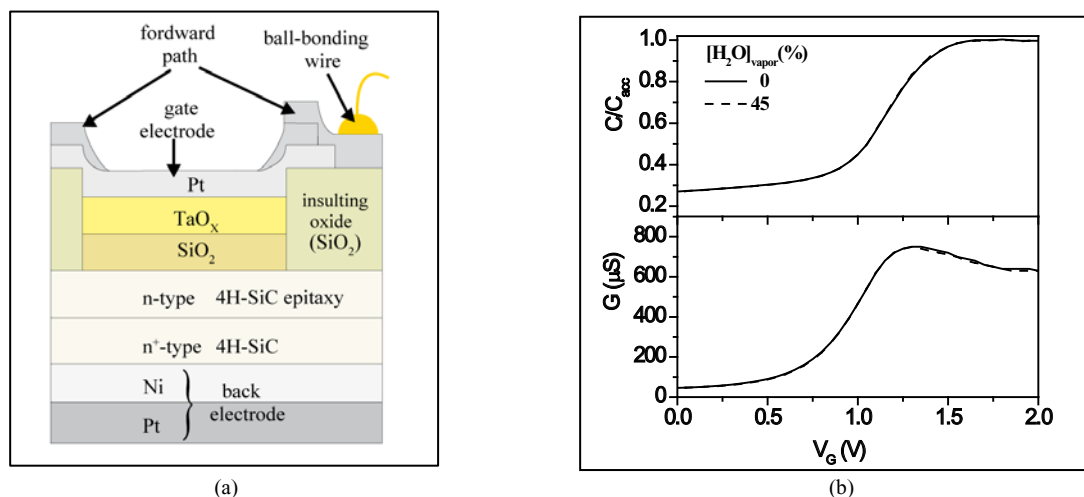 fordward
path
ball-bonding
wire
gate
electrode
Pt
TaOₓ
SiO₂
insulting
oxide
(SiO₂)
n-type 4H-SiC epitaxy
n⁺-type 4H-SiC
Ni
Pt
back
electrode
(a)
[H₂O]vapor(%)
0
45
C/Cacc
1.0
0.8
0.6
0.4
0.2
G (µS)
800
600
400
200
0
0.0 0.5 1.0 1.5 2.0
V_G (V)
(b)